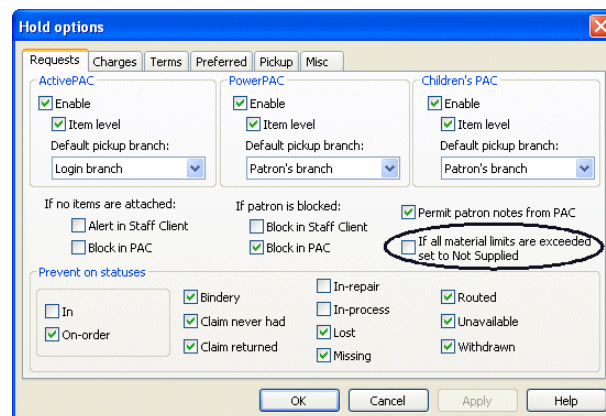 Hold options
Requests Charges Terms Preferred Pickup Misc
ActivePAC
Enable
Item level
Default pickup branch:
Login branch
PowerPAC
Enable
Item level
Default pickup branch:
Patron's branch
Children's PAC
Enable
Item level
Default pickup branch:
Patron's branch
If no items are attached:
Alert in Staff Client
Block in PAC
If patron is blocked:
Block in Staff Client
Block in PAC
Permit patron notes from PAC
If all material limits are exceeded
set to Not Supplied
Prevent on statuses
In
On-order
Bindery
Claim never had
Claim returned
In-repair
In-process
Lost
Missing
Routed
Unavailable
Withdrawn
OK Cancel Apply Help